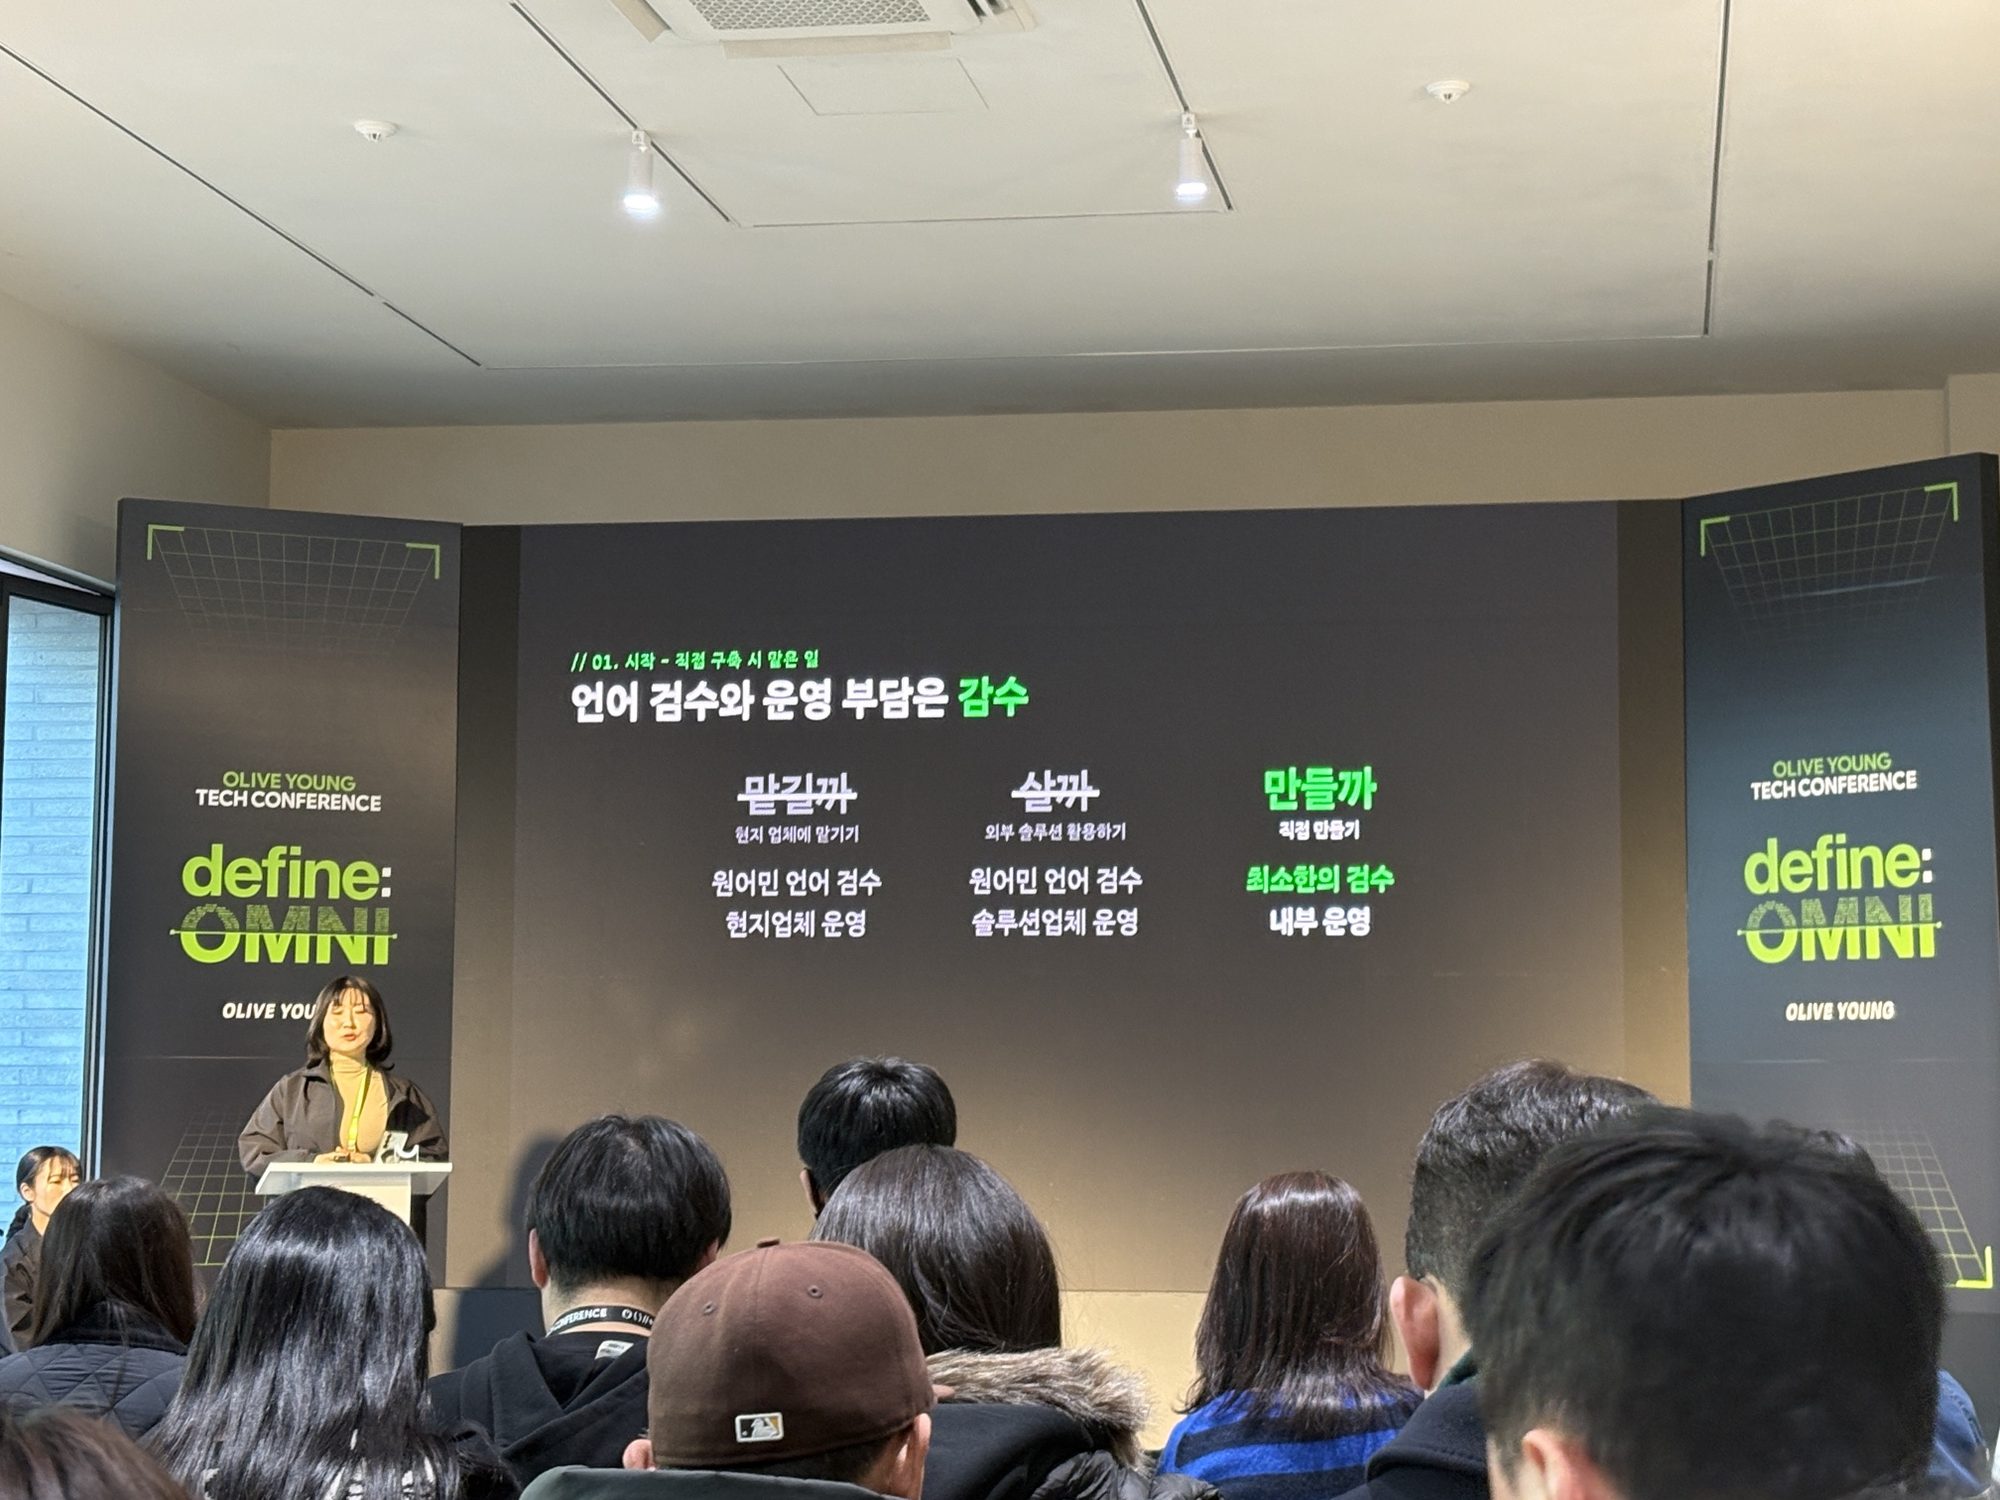 // 01. 시작 - 직접 구축 시 맡은 일
언어 검수와 운영 부담은 감수
맡길까
현지 업체에 맡기기
원어민 언어 검수
현지업체 운영
살까
외부 솔루션 활용하기
원어민 언어 검수
솔루션업체 운영
만들까
직접 만들기
최소한의 검수
내부 운영
OLIVE YOUNG
TECH CONFERENCE
define:
OMNI
OLIVE YOU
OLIVE YOUNG
TECH CONFERENCE
define:
OMNI
OLIVE YOUNG